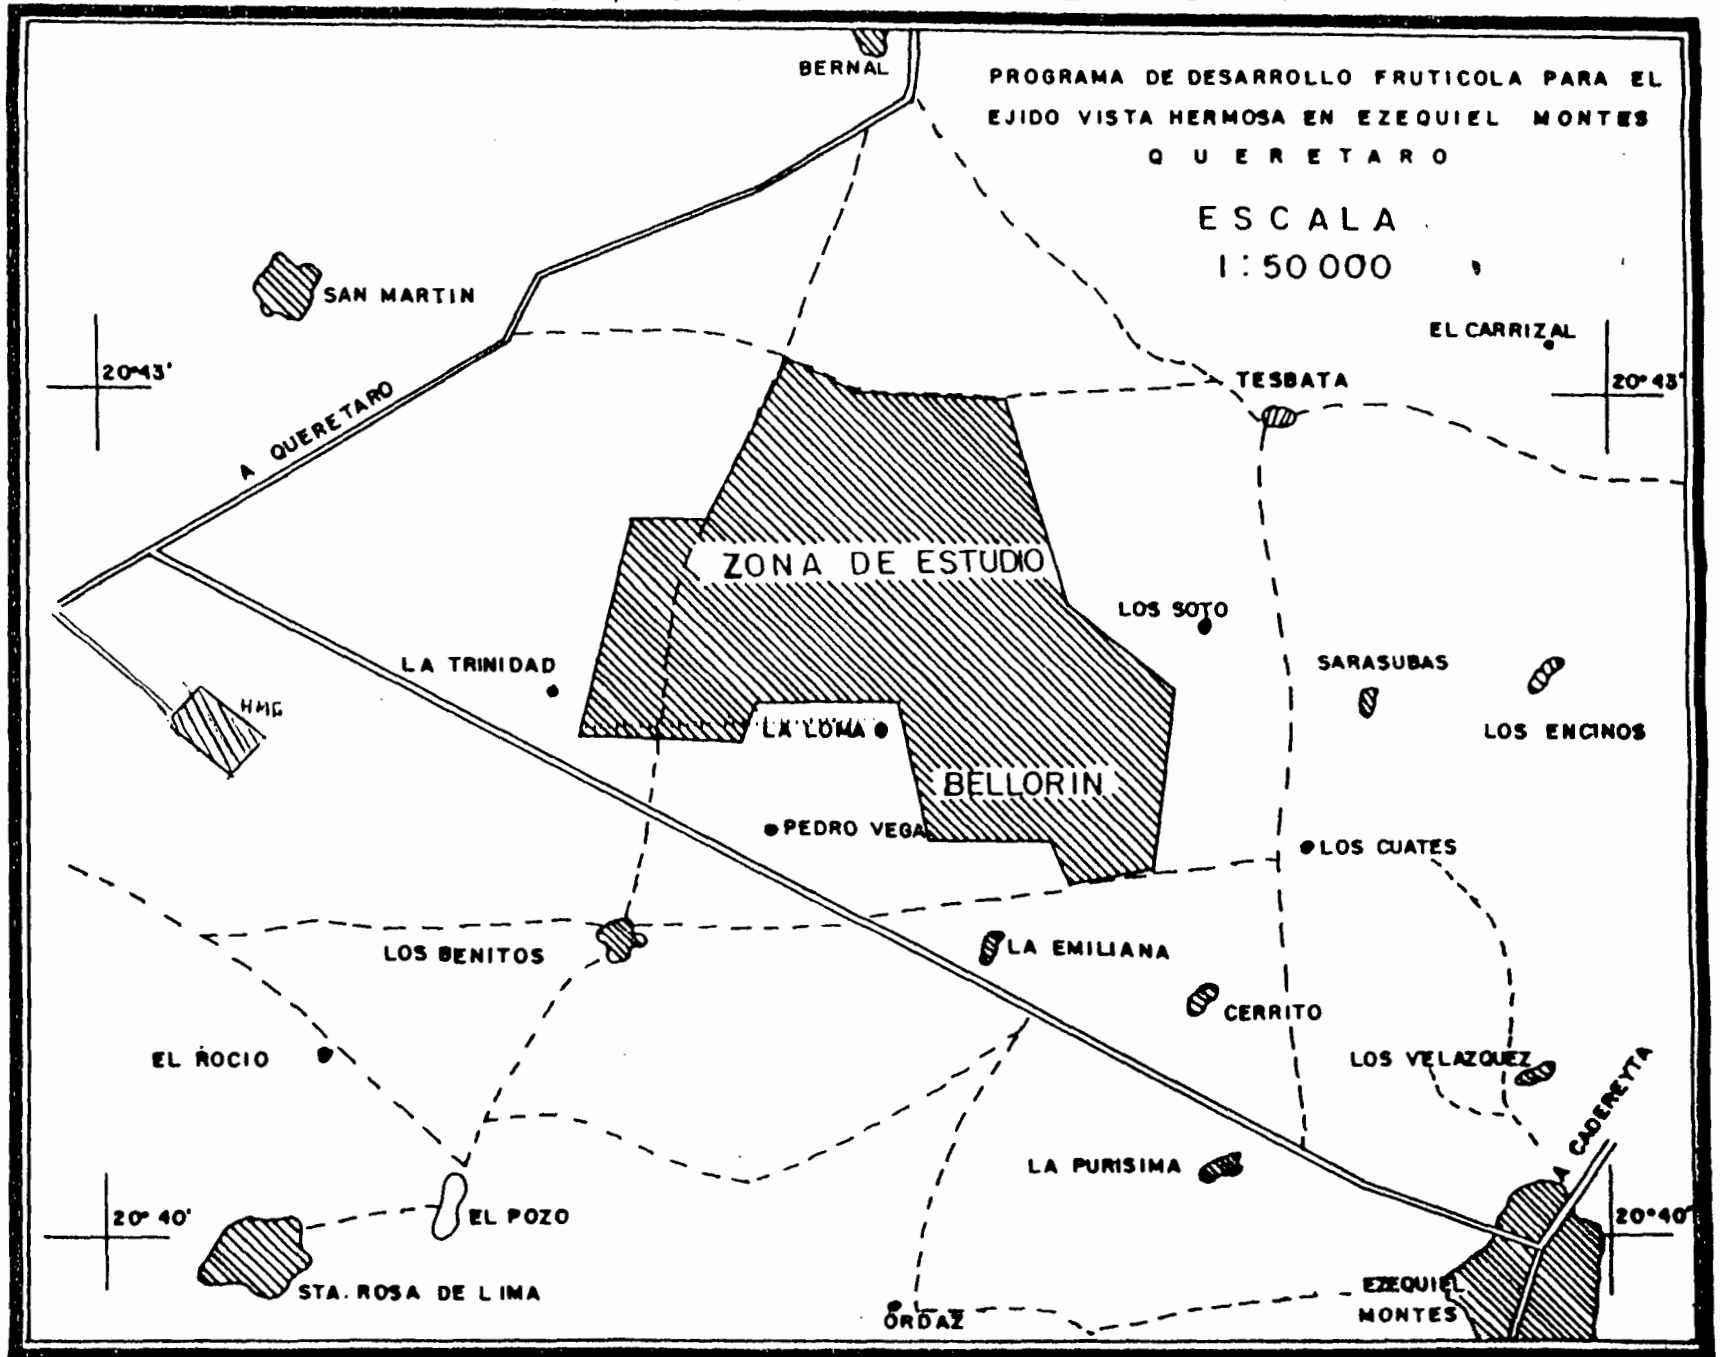 BERNAL
PROGRAMA DE DESARROLLO FRUTICOLA PARA EL
EJIDO VISTA HERMOSA EN EZEQUIEL MONTES
QUERETARO
ESCALA
1:50 000
SAN MARTIN
EL CARRIZAL
20°43'
TESBATA
20°43'
A QUERETARO
ZONA DE ESTUDIO
LOS SOTO
LA TRINIDAD
SARASUBAS
HMG
LA LOMA
LOS ENCINOS
BELLORIN
PEDRO VEGA
LOS CUATES
LOS BENITOS
LA EMILIANA
CERRITO
EL ROCIO
LOS VELAZQUEZ
A CADEREYTA
LA PURISIMA
20°40'
EL POZO
20°40'
STA. ROSA DE LIMA
EZEQUIEL
MONTES
ORDAZ